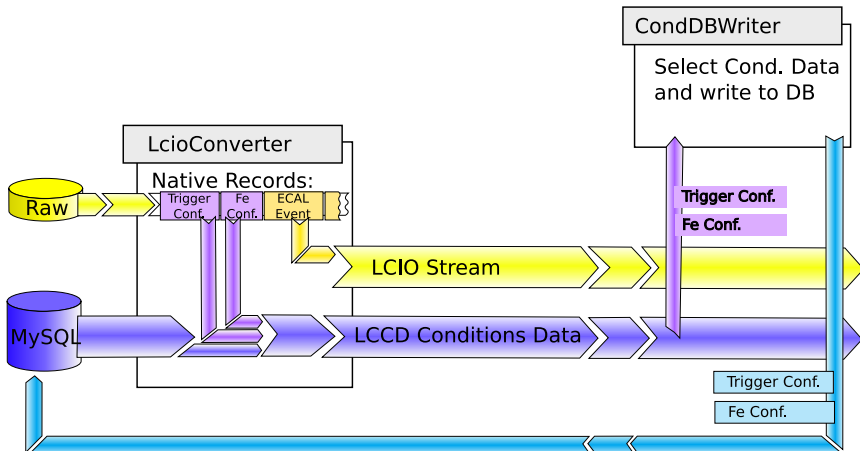 CondDBWriter
Select Cond. Data
and write to DB
LcioConverter
Native Records:
Raw
Trigger
Conf.
Fe
Conf.
ECAL
Event
Trigger Conf.
Fe Conf.
LCIO Stream
MySQL
LCCD Conditions Data
Trigger Conf.
Fe Conf.